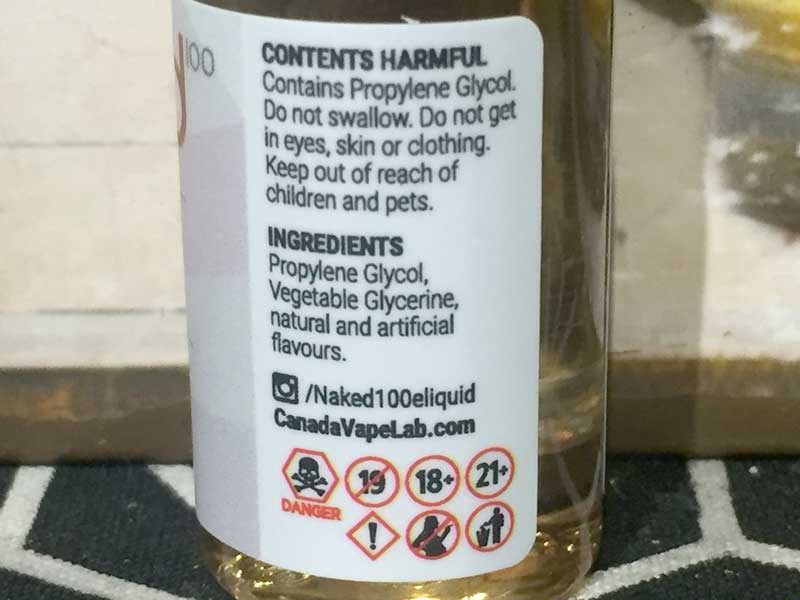 y100
CONTENTS HARMFUL
Contains Propylene Glycol.
Do not swallow. Do not get
in eyes, skin or clothing.
Keep out of reach of
children and pets.
INGREDIENTS
Propylene Glycol,
Vegetable Glycerine,
natural and artificial
flavours.
/Naked100eliquid
CanadaVapeLab.com
19 18+ 21+
DANGER
!